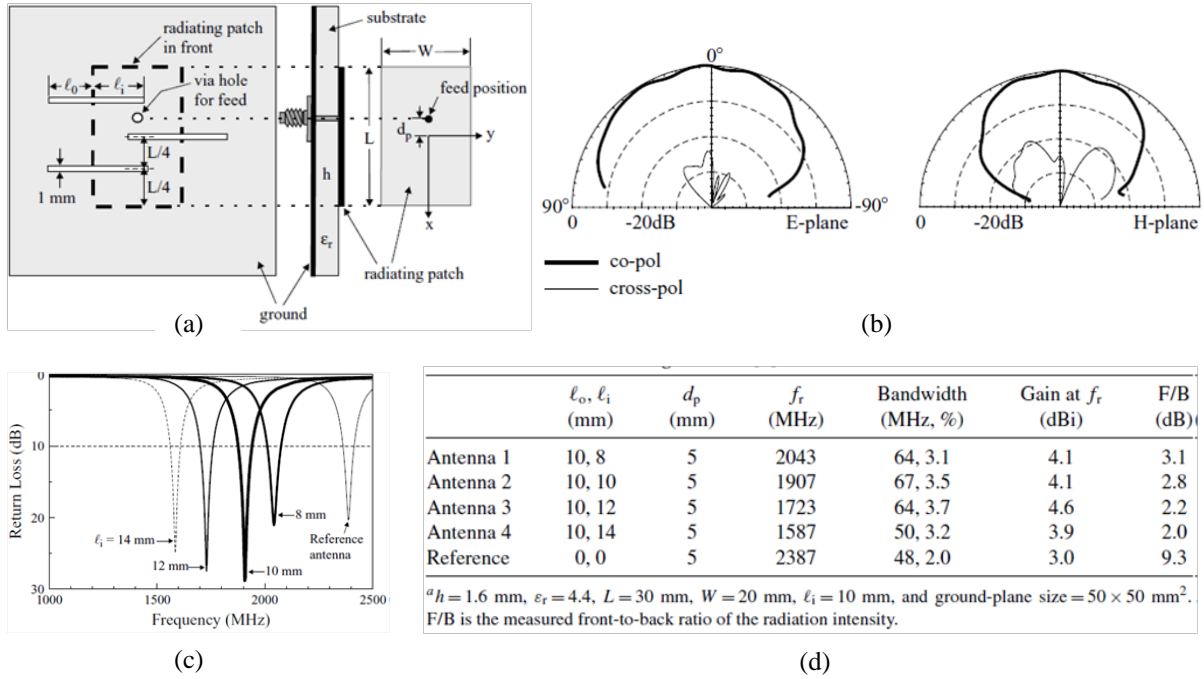 radiating patch
in front
ℓ₀
ℓᵢ
via hole
for feed
L/4
L/4
1 mm
substrate
W
feed position
dₚ
y
L
h
x
εᵣ
radiating patch
ground
(a)
0°
90°
0
-20dB
E-plane
-90°
0
-20dB
H-plane
co-pol
cross-pol
(b)
0
10
20
30
Return Loss (dB)
ℓᵢ = 14 mm
12 mm
10 mm
8 mm
Reference
antenna
1000 1500 2000 2500
Frequency (MHz)
(c)
ℓₒ, ℓᵢ dₚ fᵣ Bandwidth Gain at fᵣ F/B
(mm) (mm) (MHz) (MHz, %) (dBi) (dB)(
Antenna 1 10, 8 5 2043 64, 3.1 4.1 3.1
Antenna 2 10, 10 5 1907 67, 3.5 4.1 2.8
Antenna 3 10, 12 5 1723 64, 3.7 4.6 2.2
Antenna 4 10, 14 5 1587 50, 3.2 3.9 2.0
Reference 0, 0 5 2387 48, 2.0 3.0 9.3
ᵃh = 1.6 mm, εᵣ = 4.4, L = 30 mm, W = 20 mm, ℓᵢ = 10 mm, and ground-plane size = 50 × 50 mm².
F/B is the measured front-to-back ratio of the radiation intensity.
(d)